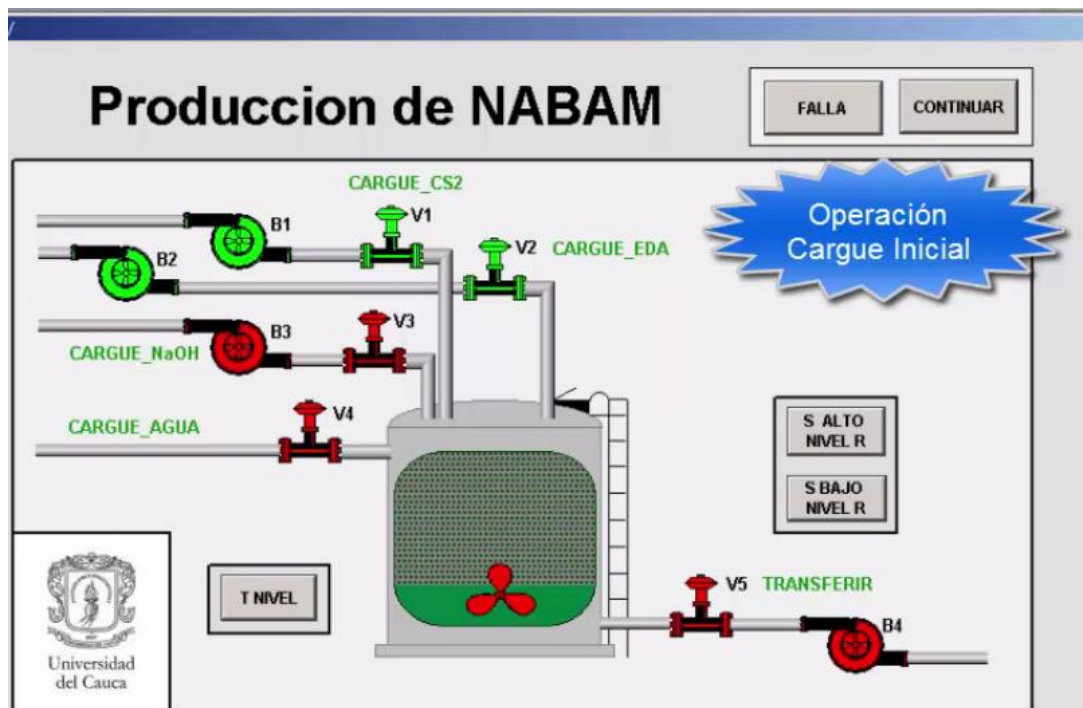 Produccion de NABAM
FALLA
CONTINUAR
CARGUE_CS2
Operación
Cargue Inicial
B1
V1
V2
CARGUE_EDA
B2
B3
V3
CARGUE_NaOH
V4
CARGUE_AGUA
S ALTO
NIVEL R
S BAJO
NIVEL R
T NIVEL
V5
TRANSFERIR
B4
Universidad
del Cauca